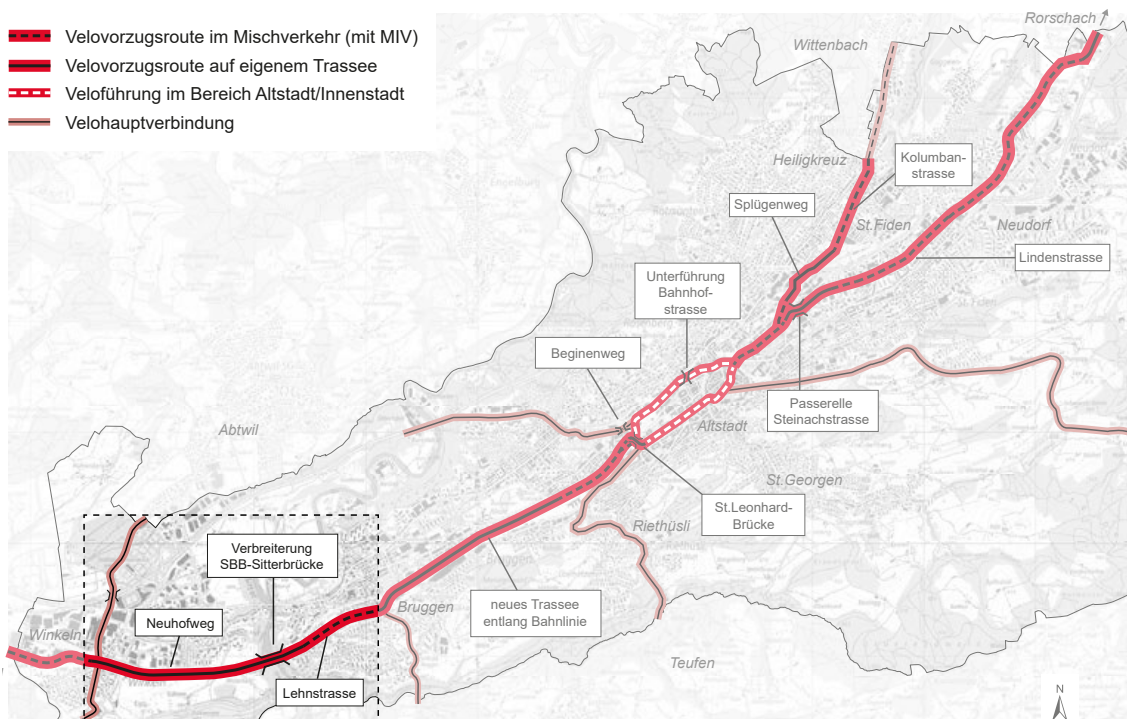 Velovorzugsroute im Mischverkehr (mit MIV)
Velovorzugsroute auf eigenem Trassee
Veloführung im Bereich Altstadt/Innenstadt
Velohauptverbindung
Rorschach
Wittenbach
Heiligkreuz
Kolumban-
strasse
Splügenweg
St.Fiden
Neudorf
Lindenstrasse
Unterführung
Bahnhof-
strasse
Beginenweg
Passerelle
Steinachstrasse
Altstadt
Abtwil
St.Georgen
St.Leonhard-
Brücke
Riethüsli
Verbreiterung
SBB-Sitterbrücke
neues Trassee
entlang Bahnlinie
Bruggen
Neuhofweg
Winkeln
Winkeln
Lehnstrasse
Teufen
N